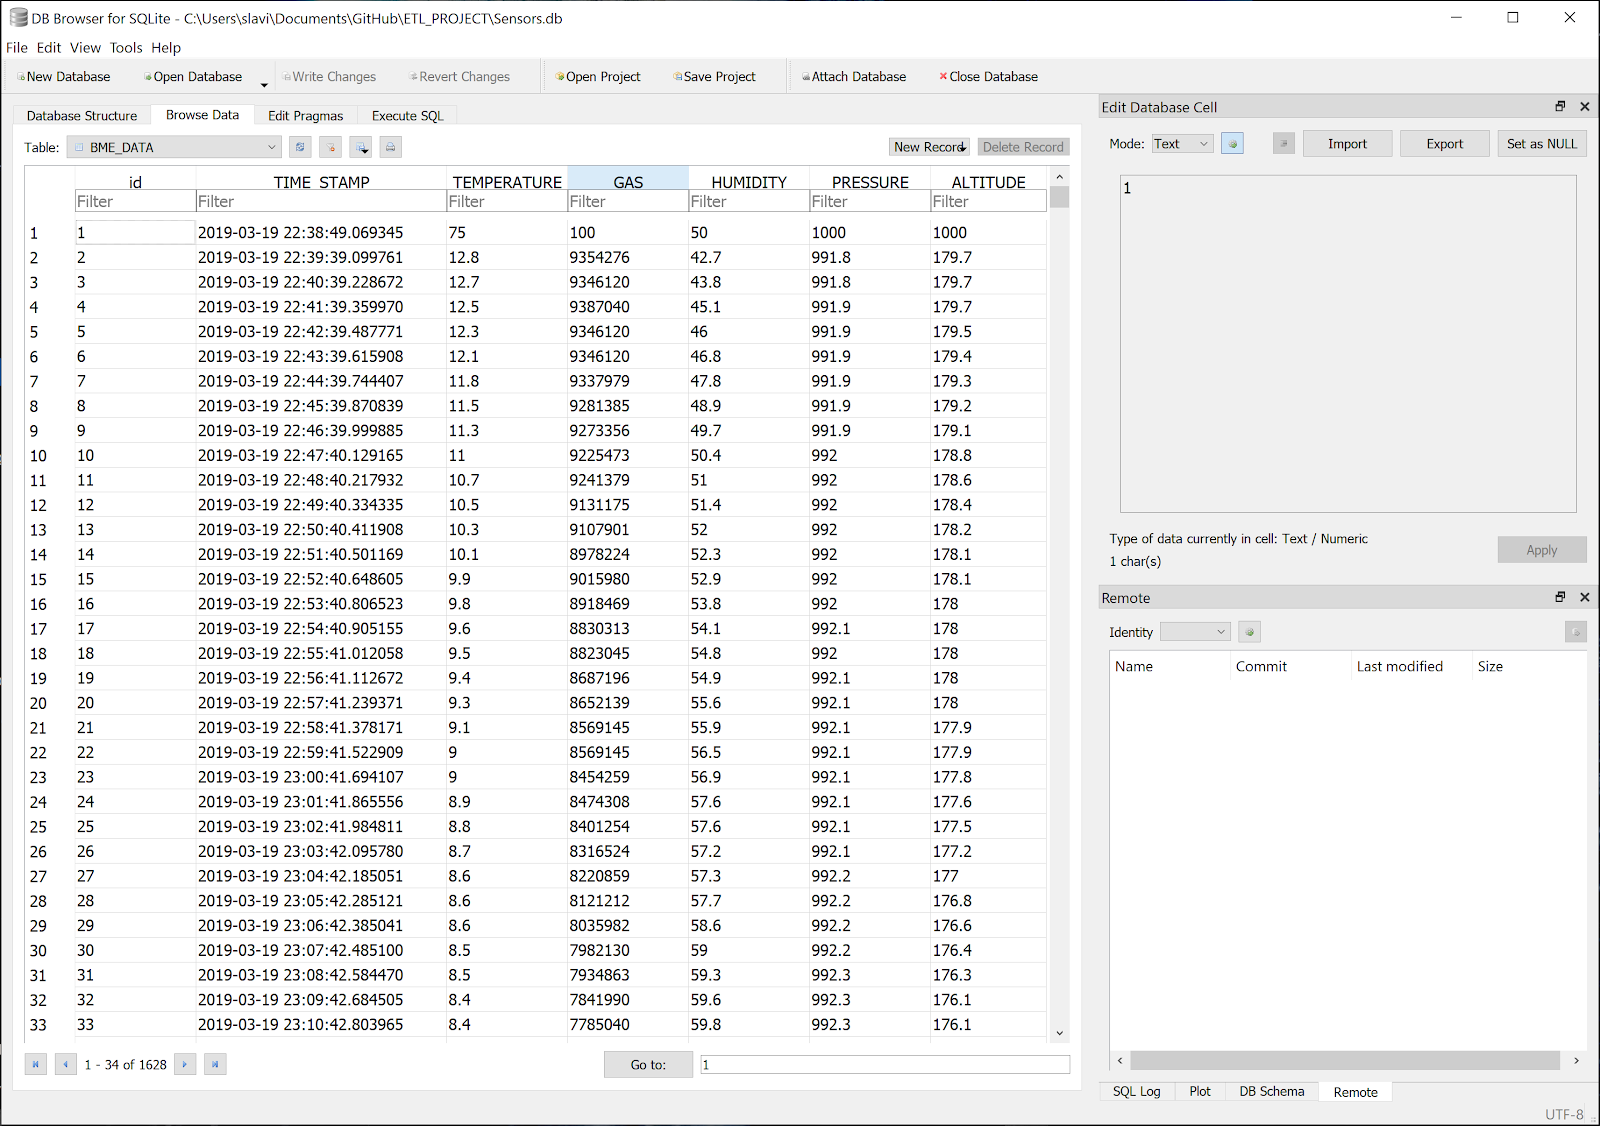 DB Browser for SQLite - C:\Users\slavi\Documents\GitHub\ETL_PROJECT\Sensors.db
File Edit View Tools Help
New Database Open Database Write Changes Revert Changes Open Project Save Project Attach Database Close Database
Database Structure Browse Data Edit Pragmas Execute SQL
Table: BME_DATA New Record Delete Record
id TIME_STAMP TEMPERATURE GAS HUMIDITY PRESSURE ALTITUDE
Filter Filter Filter Filter Filter Filter Filter
1 1 2019-03-19 22:38:49.069345 75 100 50 1000 1000
2 2 2019-03-19 22:39:39.099761 12.8 9354276 42.7 991.8 179.7
3 3 2019-03-19 22:40:39.228672 12.7 9346120 43.8 991.8 179.7
4 4 2019-03-19 22:41:39.359970 12.5 9387040 45.1 991.9 179.7
5 5 2019-03-19 22:42:39.487771 12.3 9346120 46 991.9 179.5
6 6 2019-03-19 22:43:39.615908 12.1 9346120 46.8 991.9 179.4
7 7 2019-03-19 22:44:39.744407 11.8 9337979 47.8 991.9 179.3
8 8 2019-03-19 22:45:39.870839 11.5 9281385 48.9 991.9 179.2
9 9 2019-03-19 22:46:39.999885 11.3 9273356 49.7 991.9 179.1
10 10 2019-03-19 22:47:40.129165 11 9225473 50.4 992 178.8
11 11 2019-03-19 22:48:40.217932 10.7 9241379 51 992 178.6
12 12 2019-03-19 22:49:40.334335 10.5 9131175 51.4 992 178.4
13 13 2019-03-19 22:50:40.411908 10.3 9107901 52 992 178.2
14 14 2019-03-19 22:51:40.501169 10.1 8978224 52.3 992 178.1
15 15 2019-03-19 22:52:40.648605 9.9 9015980 52.9 992 178.1
16 16 2019-03-19 22:53:40.806523 9.8 8918469 53.8 992 178
17 17 2019-03-19 22:54:40.905155 9.6 8830313 54.1 992.1 178
18 18 2019-03-19 22:55:41.012058 9.5 8823045 54.8 992 178
19 19 2019-03-19 22:56:41.112672 9.4 8687196 54.9 992.1 178
20 20 2019-03-19 22:57:41.239371 9.3 8652139 55.6 992.1 178
21 21 2019-03-19 22:58:41.378171 9.1 8569145 55.9 992.1 177.9
22 22 2019-03-19 22:59:41.522909 9 8569145 56.5 992.1 177.9
23 23 2019-03-19 23:00:41.694107 9 8454259 56.9 992.1 177.8
24 24 2019-03-19 23:01:41.865556 8.9 8474308 57.6 992.1 177.6
25 25 2019-03-19 23:02:41.984811 8.8 8401254 57.6 992.1 177.5
26 26 2019-03-19 23:03:42.095780 8.7 8316524 57.2 992.1 177.2
27 27 2019-03-19 23:04:42.185051 8.6 8220859 57.3 992.2 177
28 28 2019-03-19 23:05:42.285121 8.6 8121212 57.7 992.2 176.8
29 29 2019-03-19 23:06:42.385041 8.6 8035982 58.6 992.2 176.6
30 30 2019-03-19 23:07:42.485100 8.5 7982130 59 992.2 176.4
31 31 2019-03-19 23:08:42.584470 8.5 7934863 59.3 992.3 176.3
32 32 2019-03-19 23:09:42.684505 8.4 7841990 59.6 992.3 176.1
33 33 2019-03-19 23:10:42.803965 8.4 7785040 59.8 992.3 176.1
1 - 34 of 1628 Go to: 1
Edit Database Cell
Mode: Text Import Export Set as NULL
1
Type of data currently in cell: Text / Numeric
1 char(s)
Apply
Remote
Identity
Name Commit Last modified Size
SQL Log Plot DB Schema Remote
UTF-8